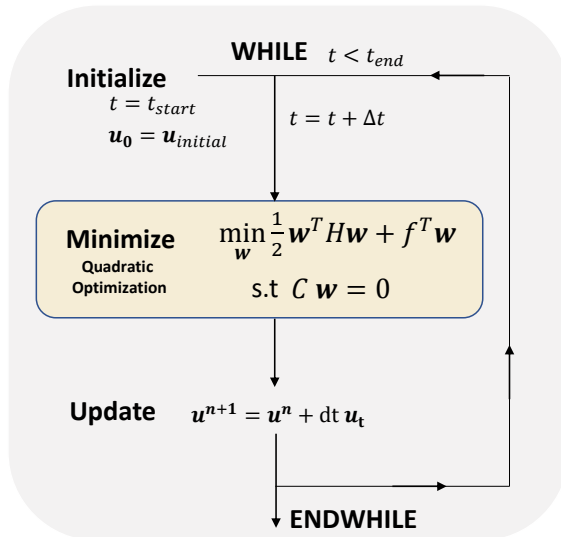 WHILE t < t_end
Initialize
t = t_start
u_0 = u_initial
t = t + Δt
Minimize
Quadratic
Optimization
min_w 1/2 w^T H w + f^T w
s.t C w = 0
Update u^{n+1} = u^n + dt u_t
ENDWHILE